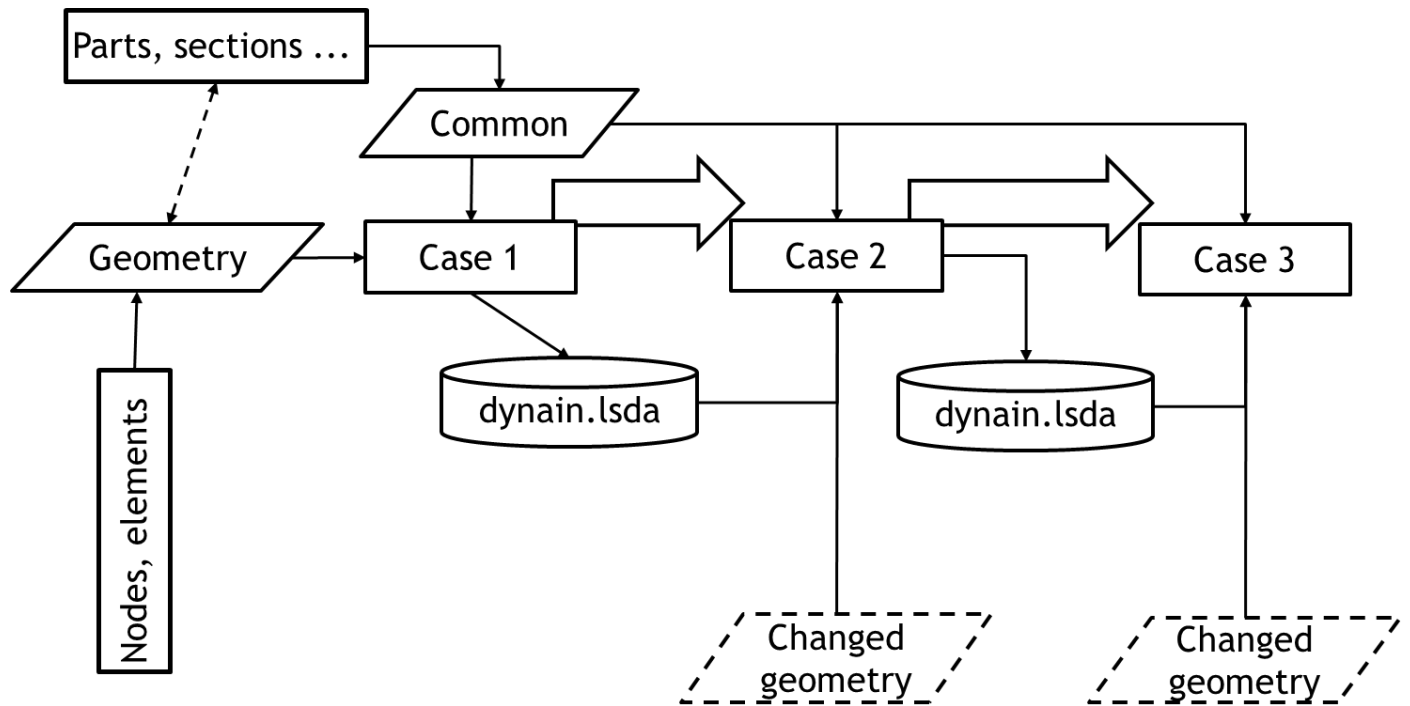 Parts, sections ...
Common
Geometry
Case 1
Case 2
Case 3
dynain.lsda
dynain.lsda
Nodes, elements
Changed
geometry
Changed
geometry